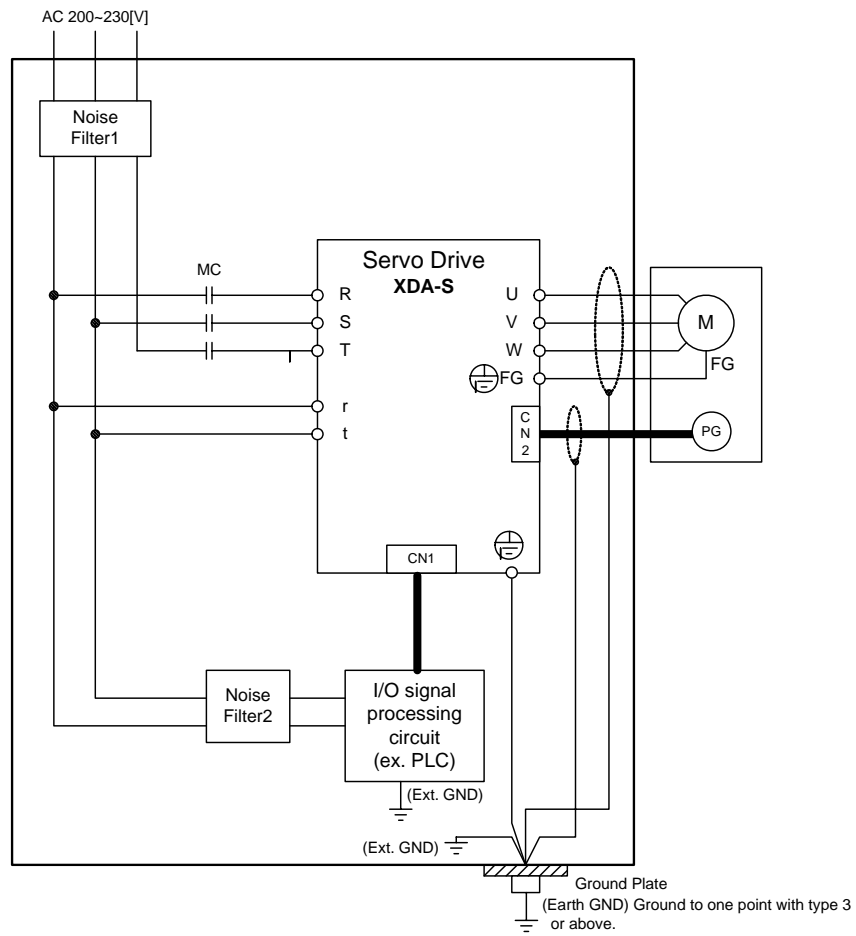 AC 200~230[V]
Noise
Filter1
MC
Servo Drive
XDA-S
R
S
T
r
t
U
V
W
FG
C
N
2
M
FG
PG
CN1
Noise
Filter2
I/O signal
processing
circuit
(ex. PLC)
(Ext. GND)
(Ext. GND)
Ground Plate
(Earth GND) Ground to one point with type 3
or above.